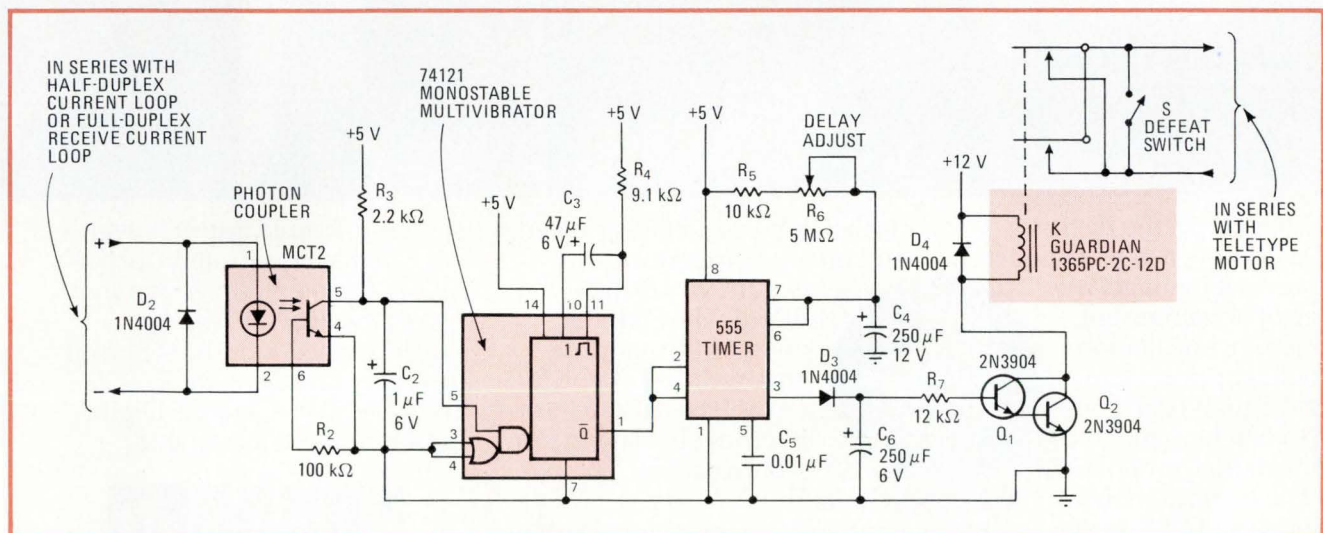 IN SERIES WITH
HALF-DUPLEX
CURRENT LOOP
OR FULL-DUPLEX
RECEIVE CURRENT
LOOP
+
−
D2
1N4004
PHOTON
COUPLER
MCT2
1
2
5
4
6
+5 V
R3
2.2 kΩ
R2
100 kΩ
+
C2
1 µF
6 V
74121
MONOSTABLE
MULTIVIBRATOR
+5 V
C3
47 µF
6 V +
+5 V
R4
9.1 kΩ
14
10
11
1
5
3
4
Q
1
7
+5 V
R5
10 kΩ
DELAY
ADJUST
R6
5 MΩ
8
7
6
555
TIMER
2
4
3
1
5
+
C4
250 µF
12 V
C5
0.01 µF
D3
1N4004
+
C6
250 µF
6 V
R7
12 kΩ
2N3904
Q1
Q2
2N3904
+12 V
D4
1N4004
K
GUARDIAN
1365PC-2C-12D
S
DEFEAT
SWITCH
IN SERIES
WITH
TELETYPE
MOTOR